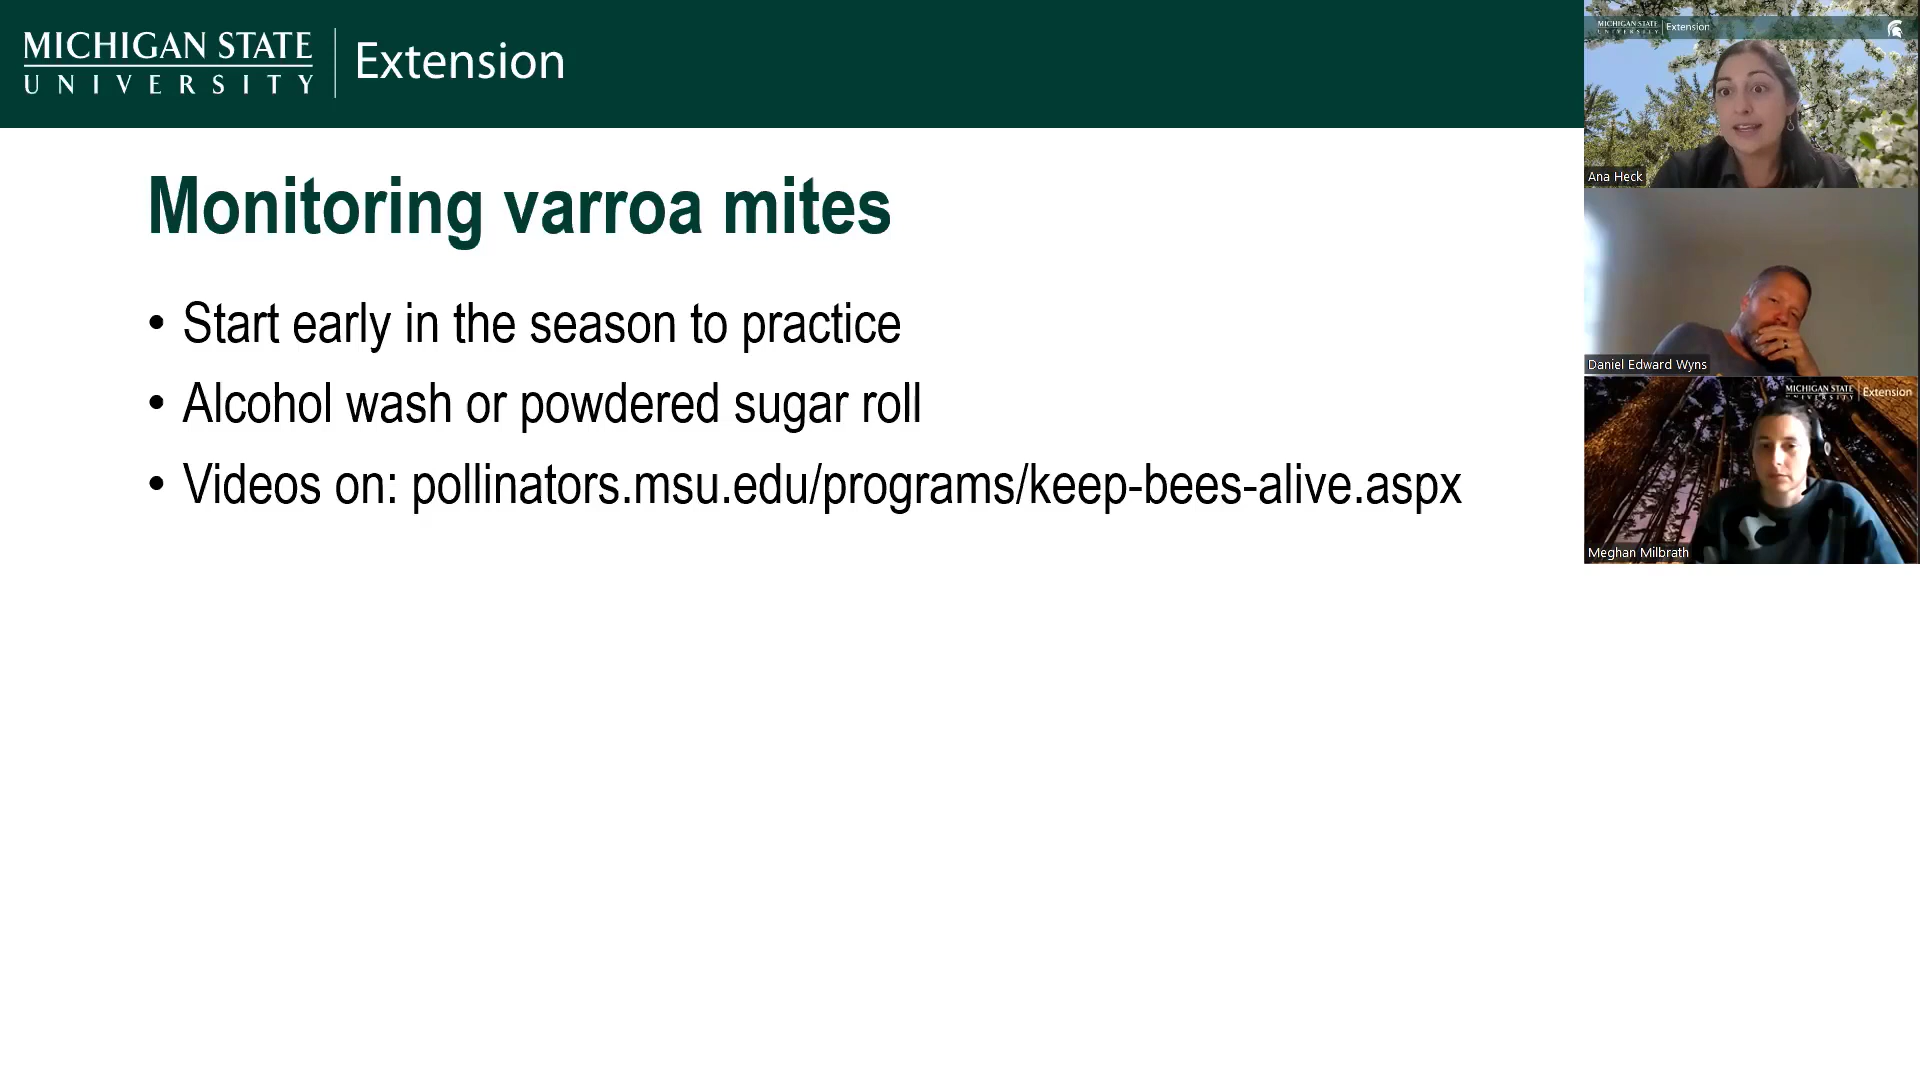 MICHIGAN STATE
UNIVERSITY
Extension
Monitoring varroa mites
• Start early in the season to practice
• Alcohol wash or powdered sugar roll
• Videos on: pollinators.msu.edu/programs/keep-bees-alive.aspx
MICHIGAN STATE
UNIVERSITY
Extension
Ana Heck
Daniel Edward Wyns
MICHIGAN STATE
UNIVERSITY
Extension
Meghan Milbrath